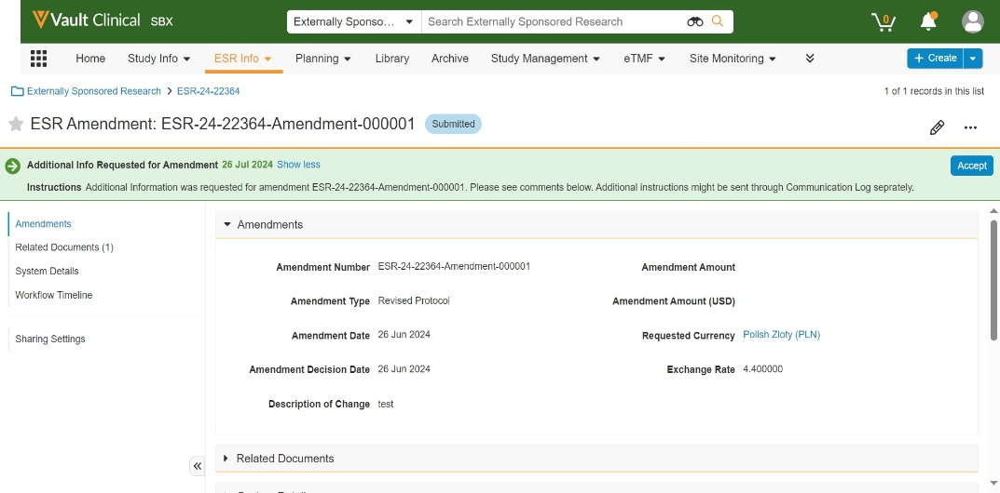 Vault Clinical SBX
Externally Sponso...
Search Externally Sponsored Research
0
Home
Study Info
ESR Info
Planning
Library
Archive
Study Management
eTMF
Site Monitoring
+ Create
Externally Sponsored Research > ESR-24-22364
1 of 1 records in this list
ESR Amendment: ESR-24-22364-Amendment-000001
Submitted
Additional Info Requested for Amendment 26 Jul 2024 Show less
Accept
Instructions Additional Information was requested for amendment ESR-24-22364-Amendment-000001. Please see comments below. Additional instructions might be sent through Communication Log seprately.
Amendments
Related Documents (1)
System Details
Workflow Timeline
Sharing Settings
Amendments
Amendment Number ESR-24-22364-Amendment-000001
Amendment Amount
Amendment Type Revised Protocol
Amendment Amount (USD)
Amendment Date 26 Jun 2024
Requested Currency Polish Zloty (PLN)
Amendment Decision Date 26 Jun 2024
Exchange Rate 4.400000
Description of Change test
Related Documents